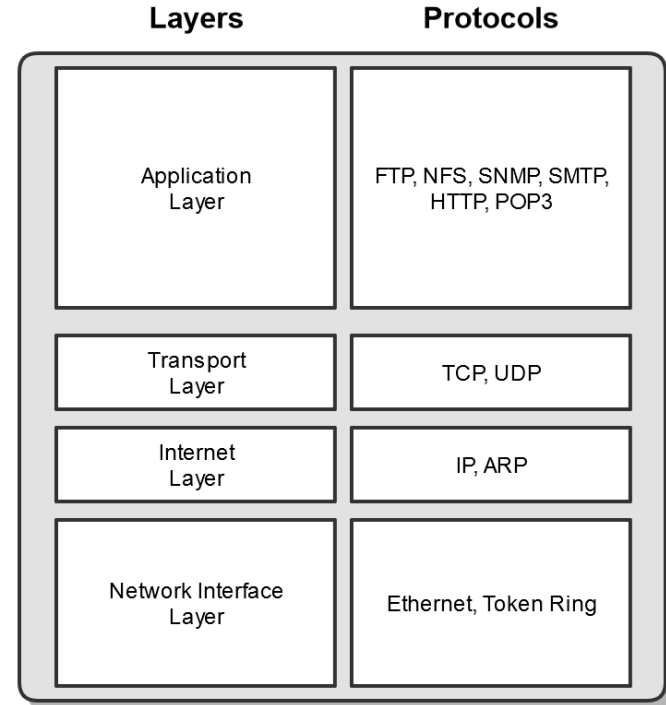 Layers
Protocols
Application
Layer
FTP, NFS, SNMP, SMTP,
HTTP, POP3
Transport
Layer
TCP, UDP
Internet
Layer
IP, ARP
Network Interface
Layer
Ethernet, Token Ring